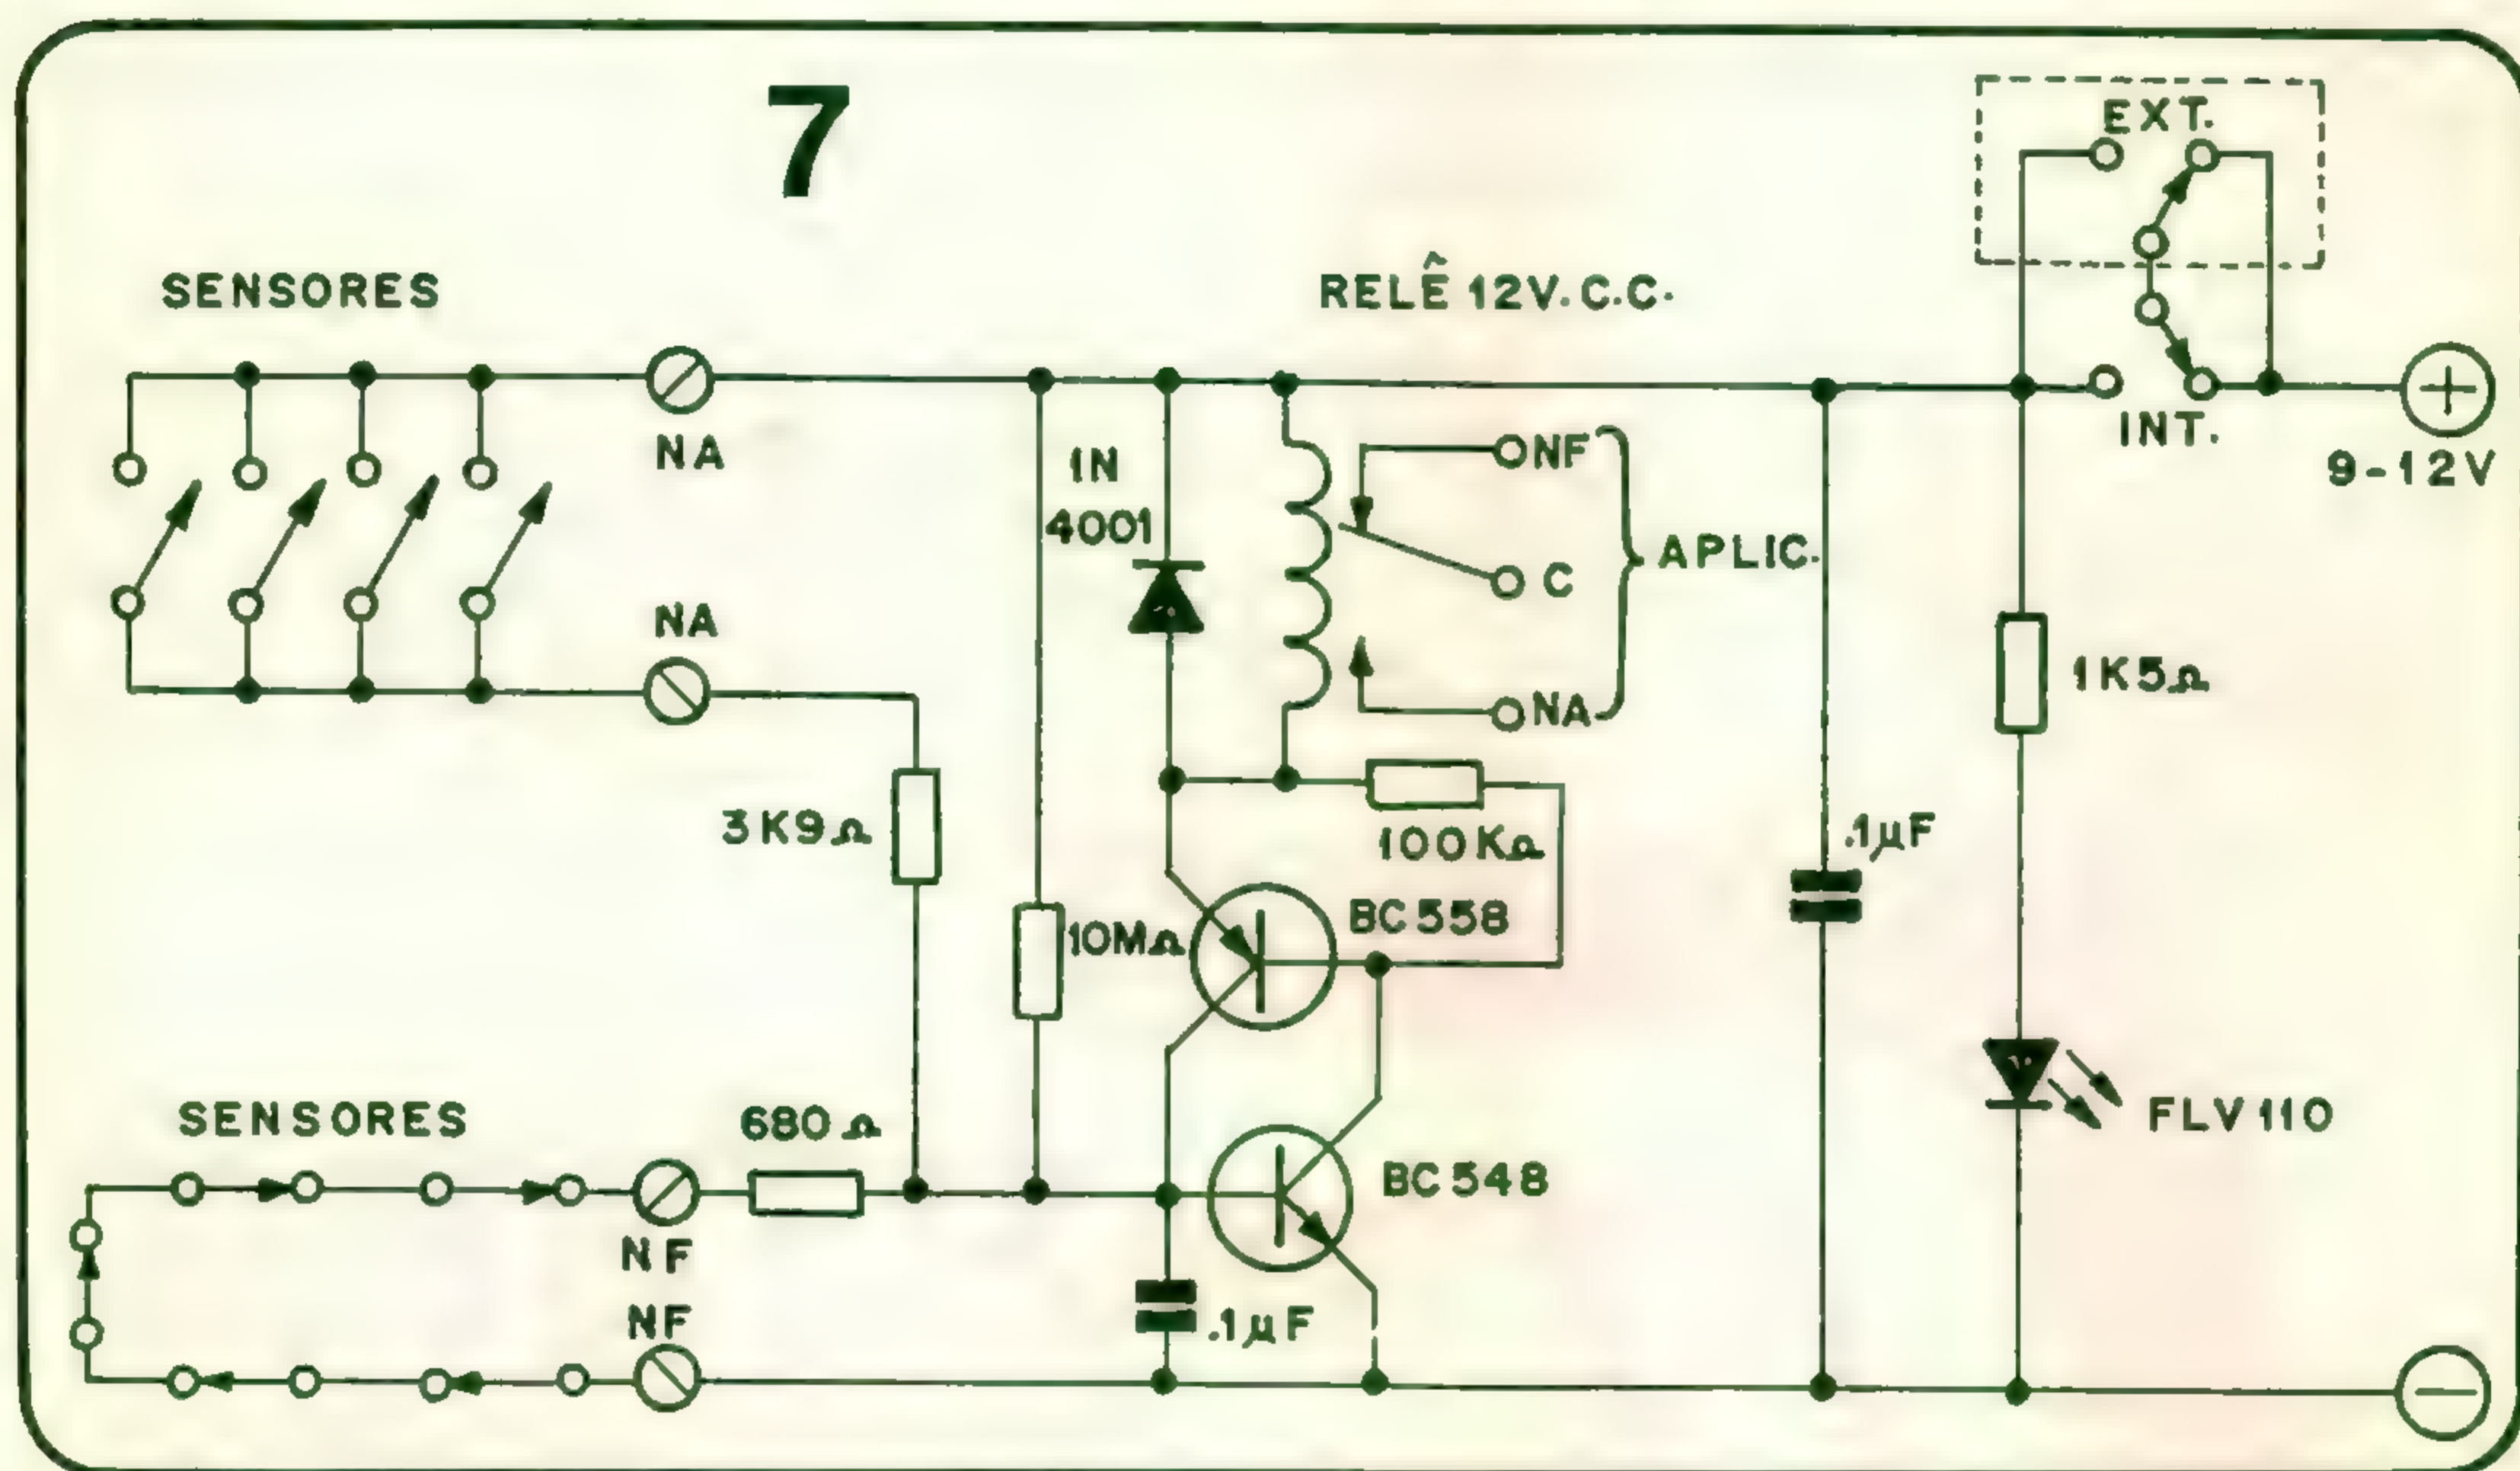 7
EXT.
SENSORES
RELÊ 12V.C.C.
NA
INT.
9-12V
1N
4001
NF
C
APLIC.
NA
NA
1K5Ω
3K9Ω
100KΩ
.1µF
BC558
10MΩ
SENSORES
680Ω
FLV110
BC548
NF
NF
.1µF